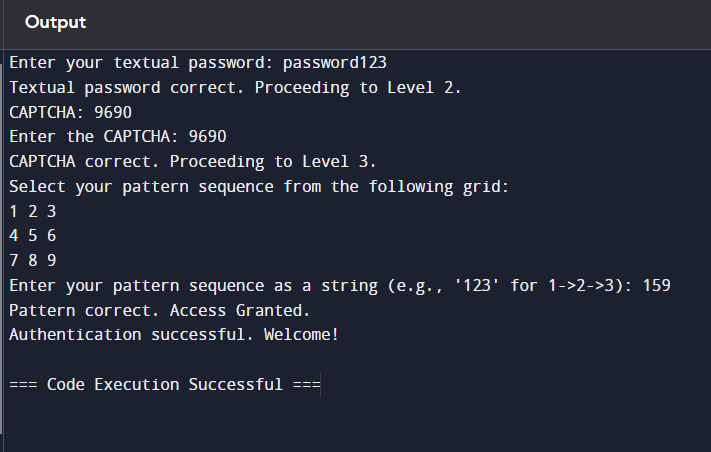 Output
Enter your textual password: password123
Textual password correct. Proceeding to Level 2.
CAPTCHA: 9690
Enter the CAPTCHA: 9690
CAPTCHA correct. Proceeding to Level 3.
Select your pattern sequence from the following grid:
1 2 3
4 5 6
7 8 9
Enter your pattern sequence as a string (e.g., '123' for 1->2->3): 159
Pattern correct. Access Granted.
Authentication successful. Welcome!
=== Code Execution Successful ===